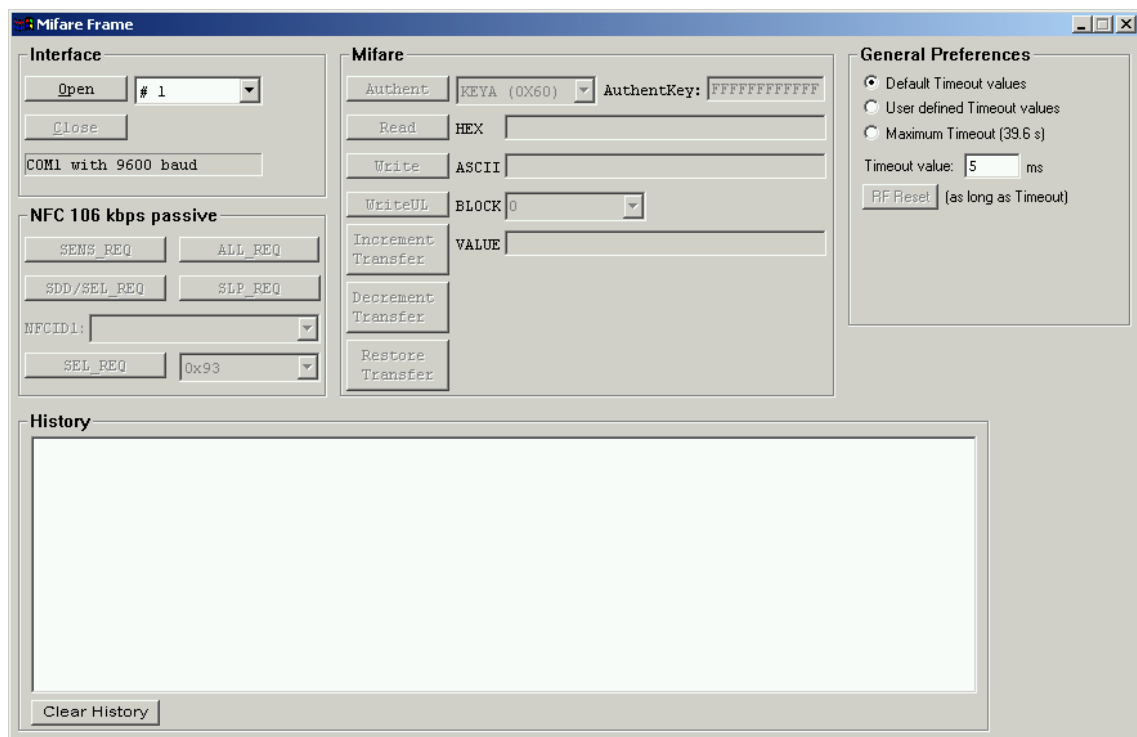 Mifare Frame
Interface
Open
# 1
Close
COM1 with 9600 baud
NFC 106 kbps passive
SENS_REQ
ALL_REQ
SDD/SEL_REQ
SLP_REQ
NFCID1:
SEL_REQ
0x93
Mifare
Authent
KEYA (0X60)
AuthentKey: FFFFFFFFFFFF
Read
HEX
Write
ASCII
WriteUL
BLOCK 0
Increment
Transfer
VALUE
Decrement
Transfer
Restore
Transfer
General Preferences
Default Timeout values
User defined Timeout values
Maximum Timeout (39.6 s)
Timeout value: 5 ms
RF Reset (as long as Timeout)
History
Clear History